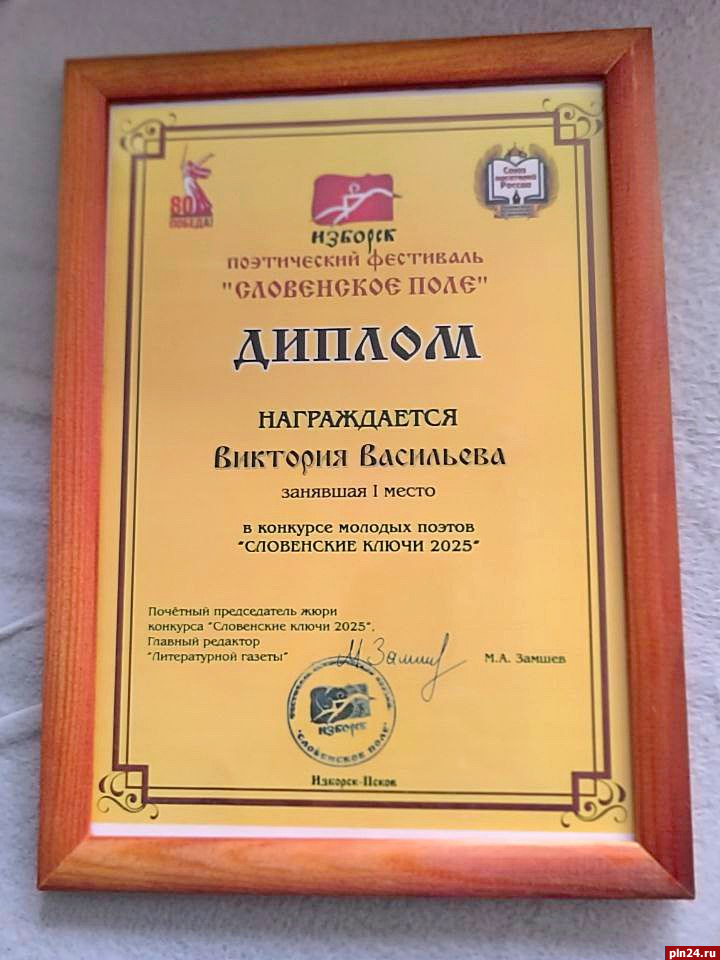 80
ПОБЕДА!
Союз
писателей
России
ИЗБОРСК
ПОЭТИЧЕСКИЙ ФЕСТИВАЛЬ
"СЛОВЕНСКОЕ ПОЛЕ"
ДИПЛОМ
НАГРАЖДАЕТСЯ
Виктория Васильева
занявшая I место
в конкурсе молодых поэтов
"СЛОВЕНСКИЕ КЛЮЧИ 2025"
Почётный председатель жюри
конкурса "Словенские ключи 2025",
Главный редактор
"Литературной газеты"
М Замшев
М.А. Замшев
ИЗБОРСК
СЛОВЕНСКОЕ ПОЛЕ
Изборск-Псков
pln24.ru